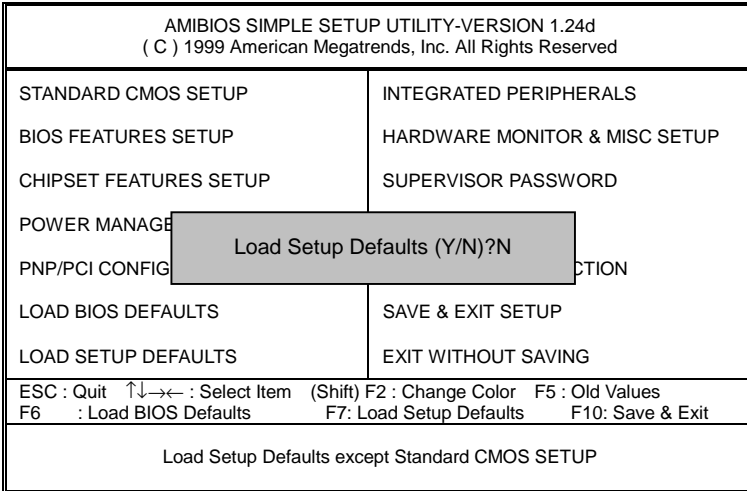 AMIBIOS SIMPLE SETUP UTILITY-VERSION 1.24d
( C ) 1999 American Megatrends, Inc. All Rights Reserved
STANDARD CMOS SETUP
INTEGRATED PERIPHERALS
BIOS FEATURES SETUP
HARDWARE MONITOR & MISC SETUP
CHIPSET FEATURES SETUP
SUPERVISOR PASSWORD
POWER MANAGE
Load Setup Defaults (Y/N)?N
PNP/PCI CONFIG
CTION
LOAD BIOS DEFAULTS
SAVE & EXIT SETUP
LOAD SETUP DEFAULTS
EXIT WITHOUT SAVING
ESC : Quit ↑↓→← : Select Item (Shift) F2 : Change Color F5 : Old Values
F6 : Load BIOS Defaults F7: Load Setup Defaults F10: Save & Exit
Load Setup Defaults except Standard CMOS SETUP